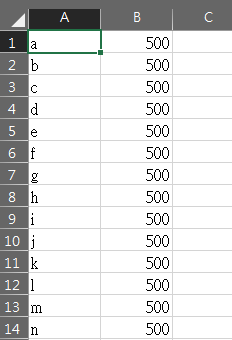 A B C
1 a 500
2 b 500
3 c 500
4 d 500
5 e 500
6 f 500
7 g 500
8 h 500
9 i 500
10 j 500
11 k 500
12 l 500
13 m 500
14 n 500